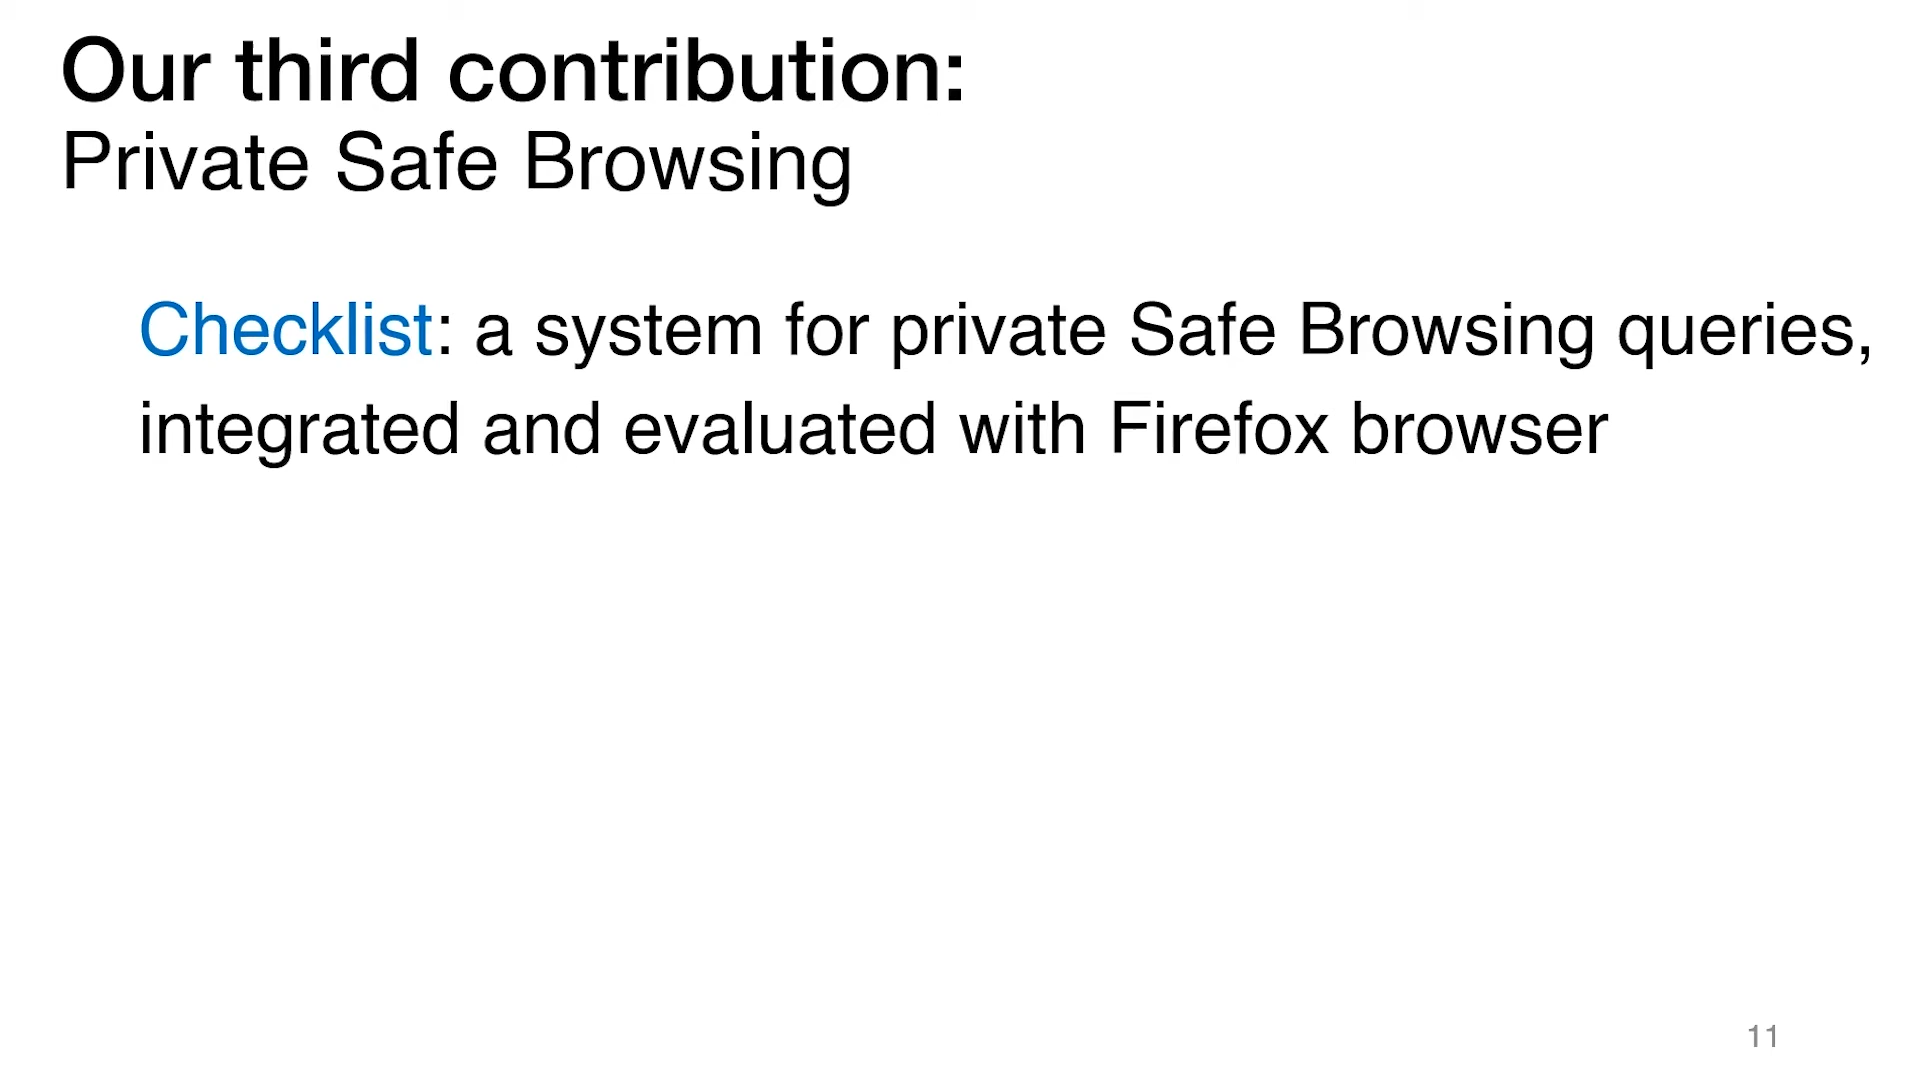 Our third contribution:
Private Safe Browsing
Checklist: a system for private Safe Browsing queries,
integrated and evaluated with Firefox browser
11